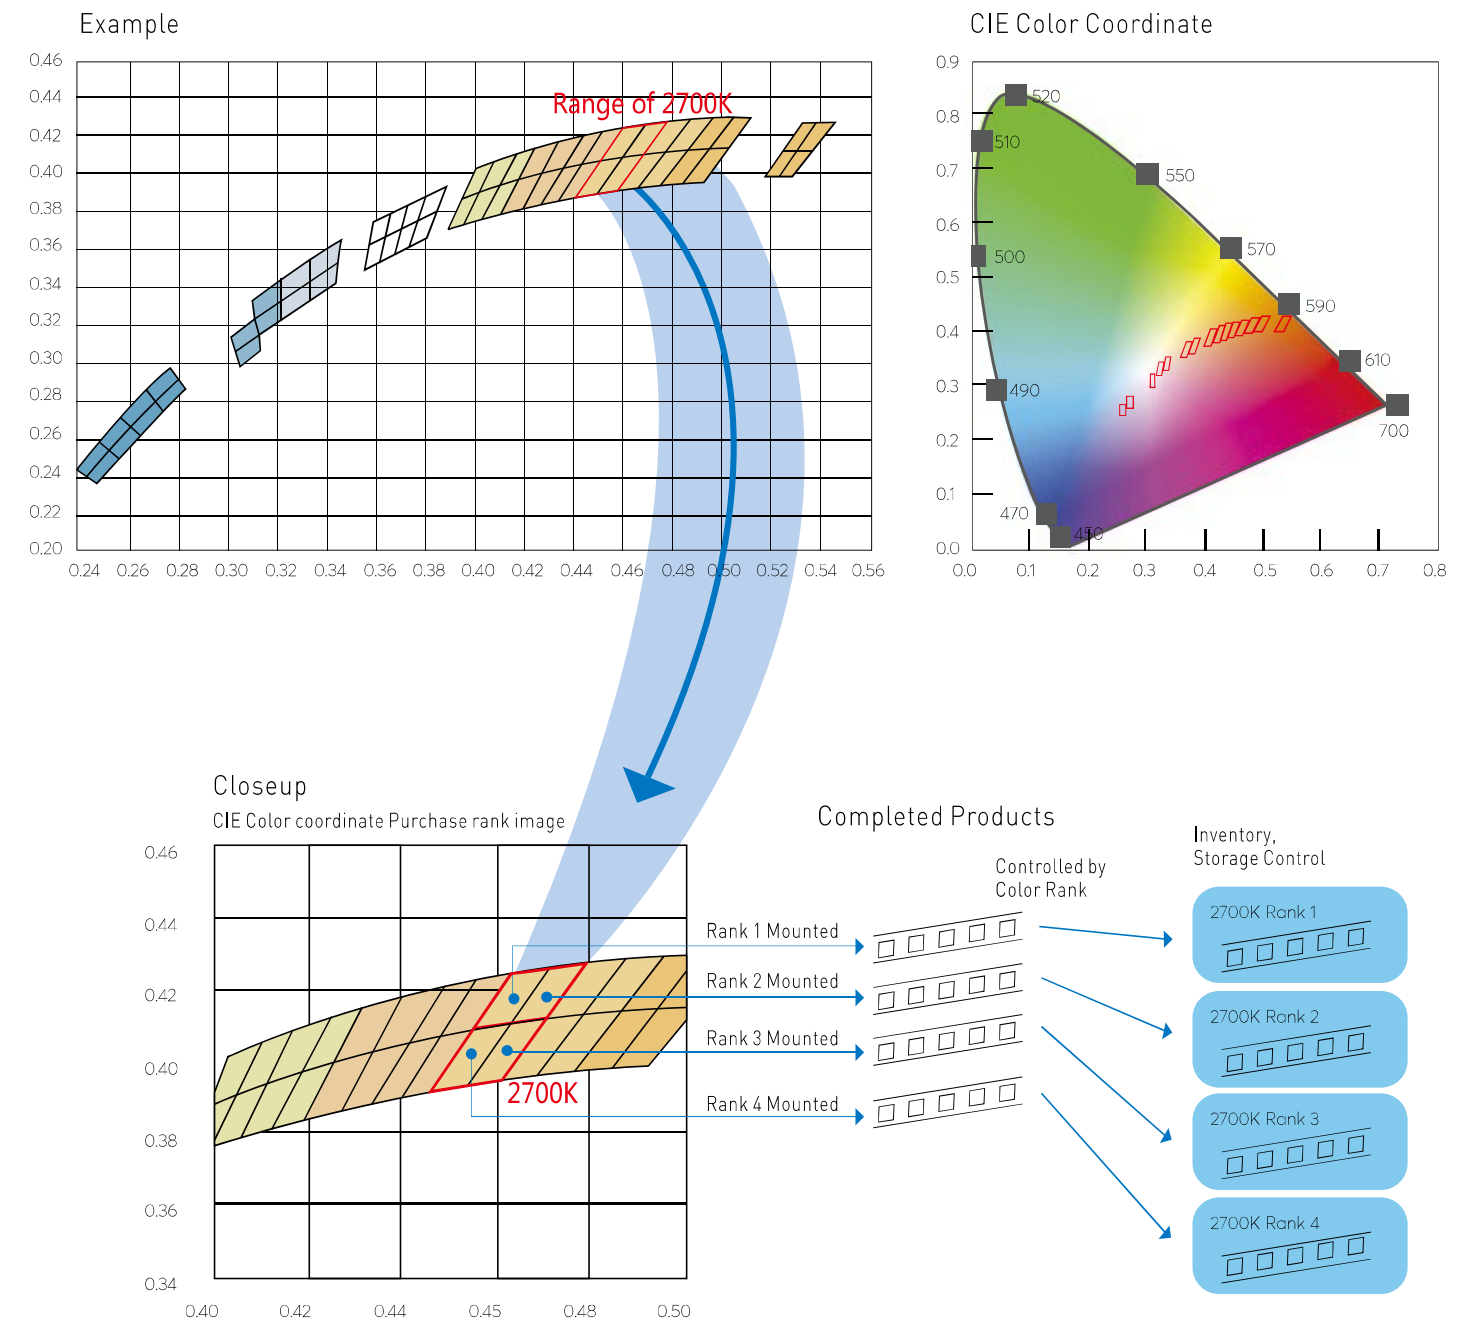 Example
0.46
0.44
0.42
0.40
0.38
0.36
0.34
0.32
0.30
0.28
0.26
0.24
0.22
0.20
Range of 2700K
0.24 0.26 0.28 0.30 0.32 0.34 0.36 0.38 0.40 0.42 0.44 0.46 0.48 0.50 0.52 0.54 0.56
CIE Color Coordinate
0.9
0.8
0.7
0.6
0.5
0.4
0.3
0.2
0.1
0.0
520
510
550
500
570
590
610
490
700
470
450
0.0 0.1 0.2 0.3 0.4 0.5 0.6 0.7 0.8
Closeup
CIE Color coordinate Purchase rank image
0.46
0.44
0.42
0.40
0.38
0.36
0.34
2700K
0.40 0.42 0.44 0.45 0.48 0.50
Completed Products
Controlled by
Color Rank
Rank 1 Mounted
Rank 2 Mounted
Rank 3 Mounted
Rank 4 Mounted
Inventory,
Storage Control
2700K Rank 1
2700K Rank 2
2700K Rank 3
2700K Rank 4